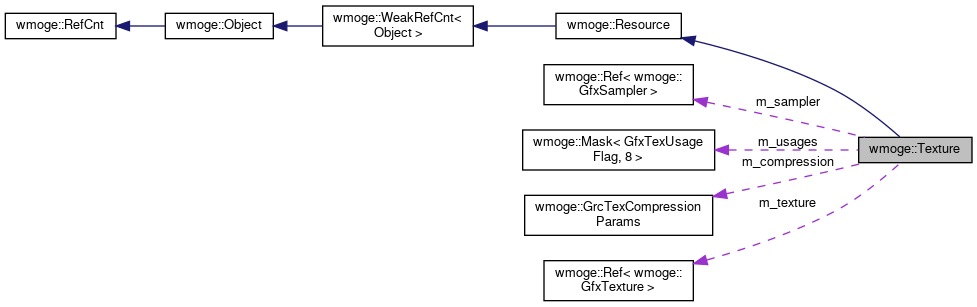 wmoge::RefCnt
wmoge::Object
wmoge::WeakRefCnt<
Object >
wmoge::Resource
wmoge::Ref< wmoge::
GfxSampler >
m_sampler
wmoge::Mask< GfxTexUsage
Flag, 8 >
m_usages
wmoge::Texture
m_compression
wmoge::GrcTexCompression
Params
m_texture
wmoge::Ref< wmoge::
GfxTexture >